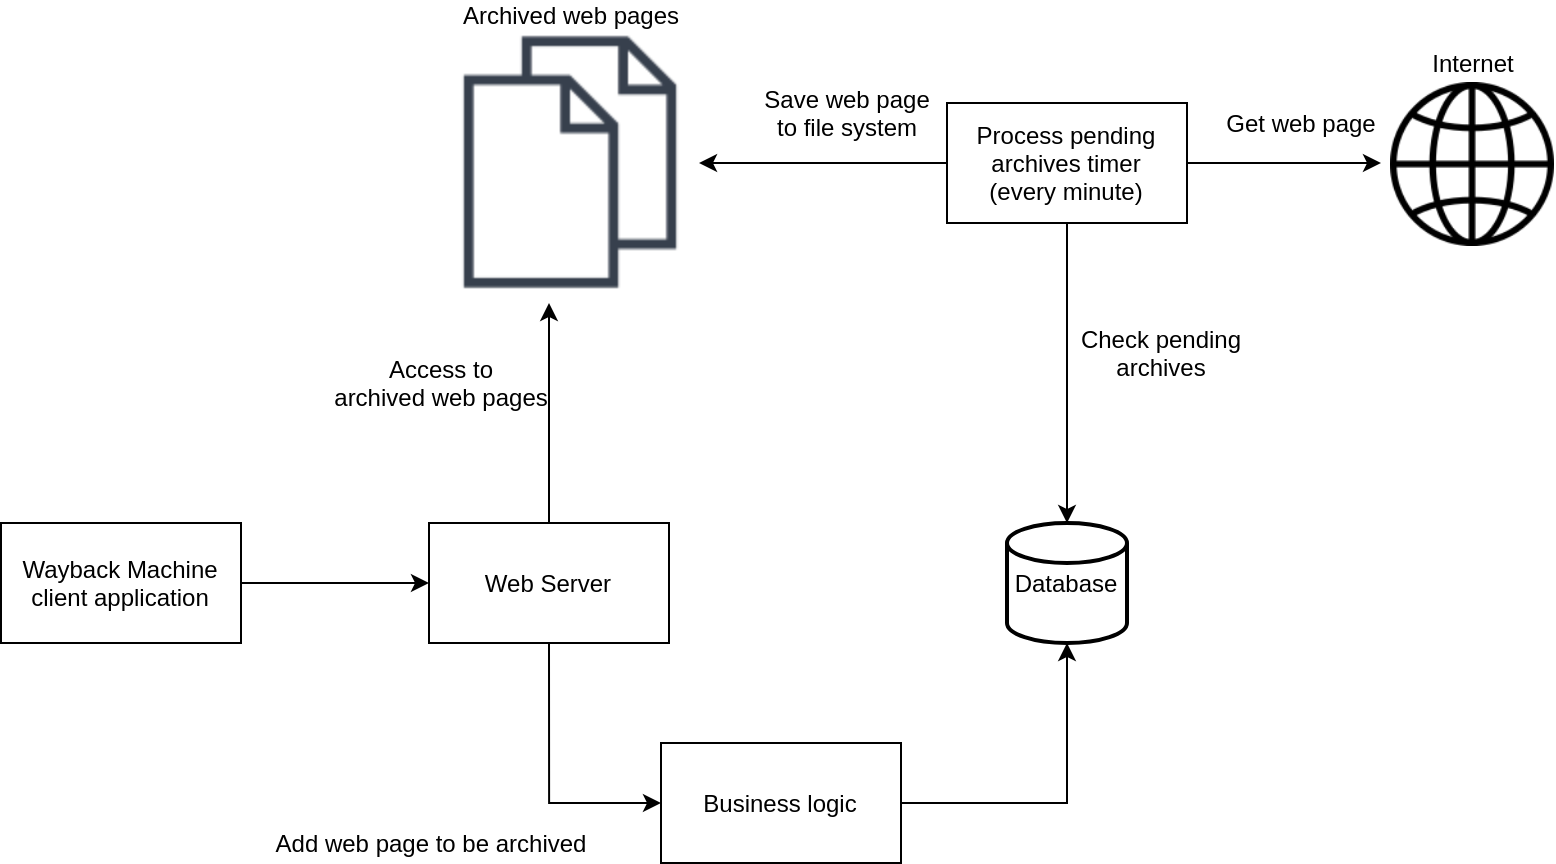 Archived web pages
Internet
Save web page
to file system
Process pending
archives timer
(every minute)
Get web page
Check pending
archives
Access to
archived web pages
Wayback Machine
client application
Web Server
Database
Business logic
Add web page to be archived